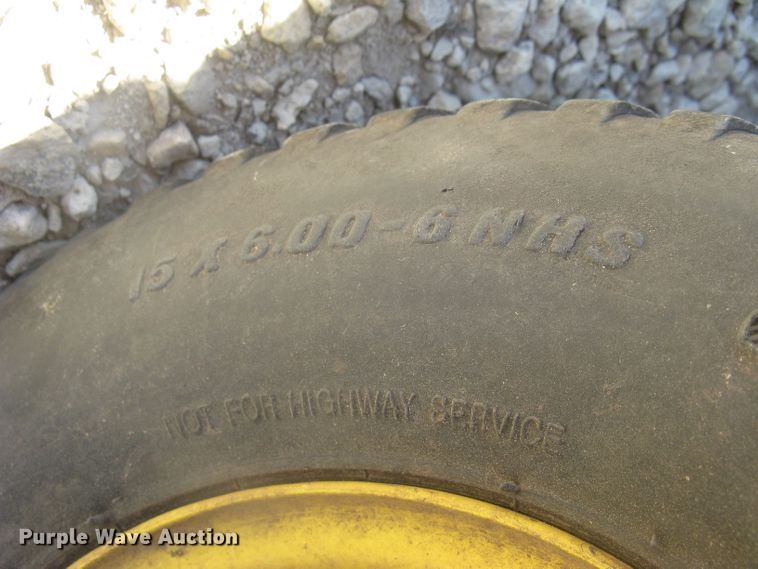 15 X 6.00-6 NHS
NOT FOR HIGHWAY SERVICE
Purple Wave Auction